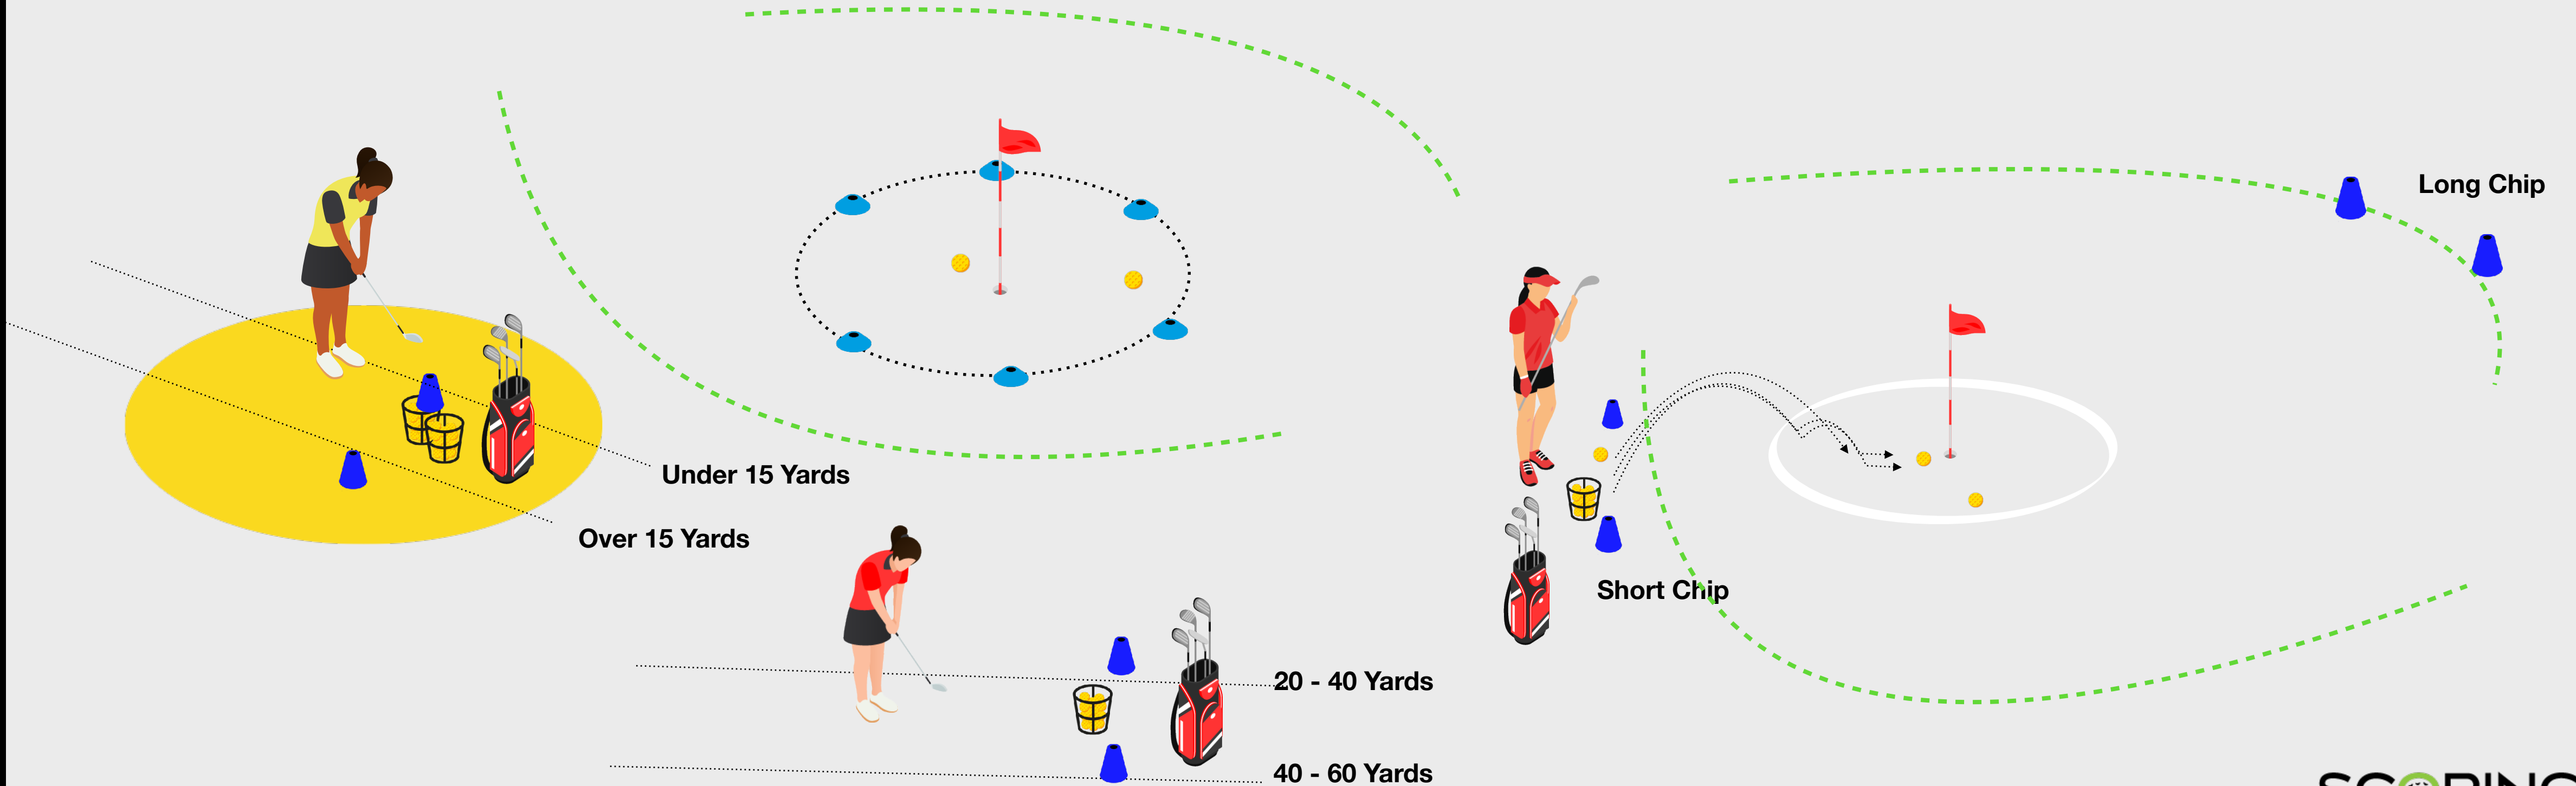 Long Chip
Under 15 Yards
Over 15 Yards
Short Chip
20 - 40 Yards
40 - 60 Yards